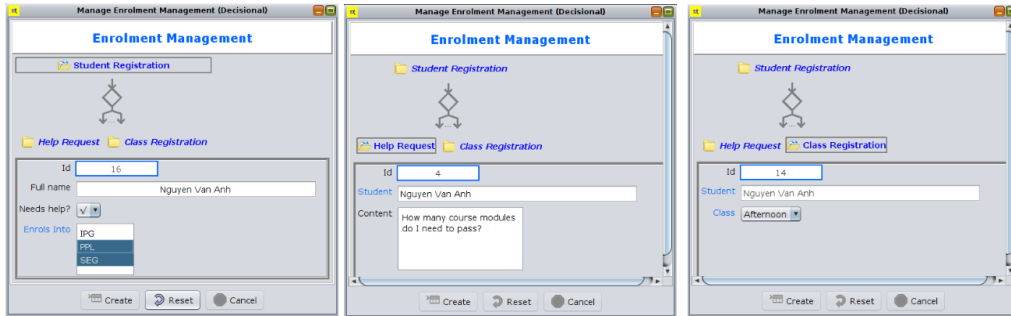 Manage Enrolment Management (Decisional)
Enrolment Management
Student Registration
...
Help Request Class Registration
Id 16
Full name Nguyen Van Anh
Needs help? √
Enrols Into IPG
PPL
SEG
Create Reset Cancel
Manage Enrolment Management (Decisional)
Enrolment Management
Student Registration
...
Help Request Class Registration
Id 4
Student Nguyen Van Anh
Content How many course modules
do I need to pass?
Create Reset Cancel
Manage Enrolment Management (Decisional)
Enrolment Management
Student Registration
...
Help Request Class Registration
Id 14
Student Nguyen Van Anh
Class Afternoon
Create Reset Cancel